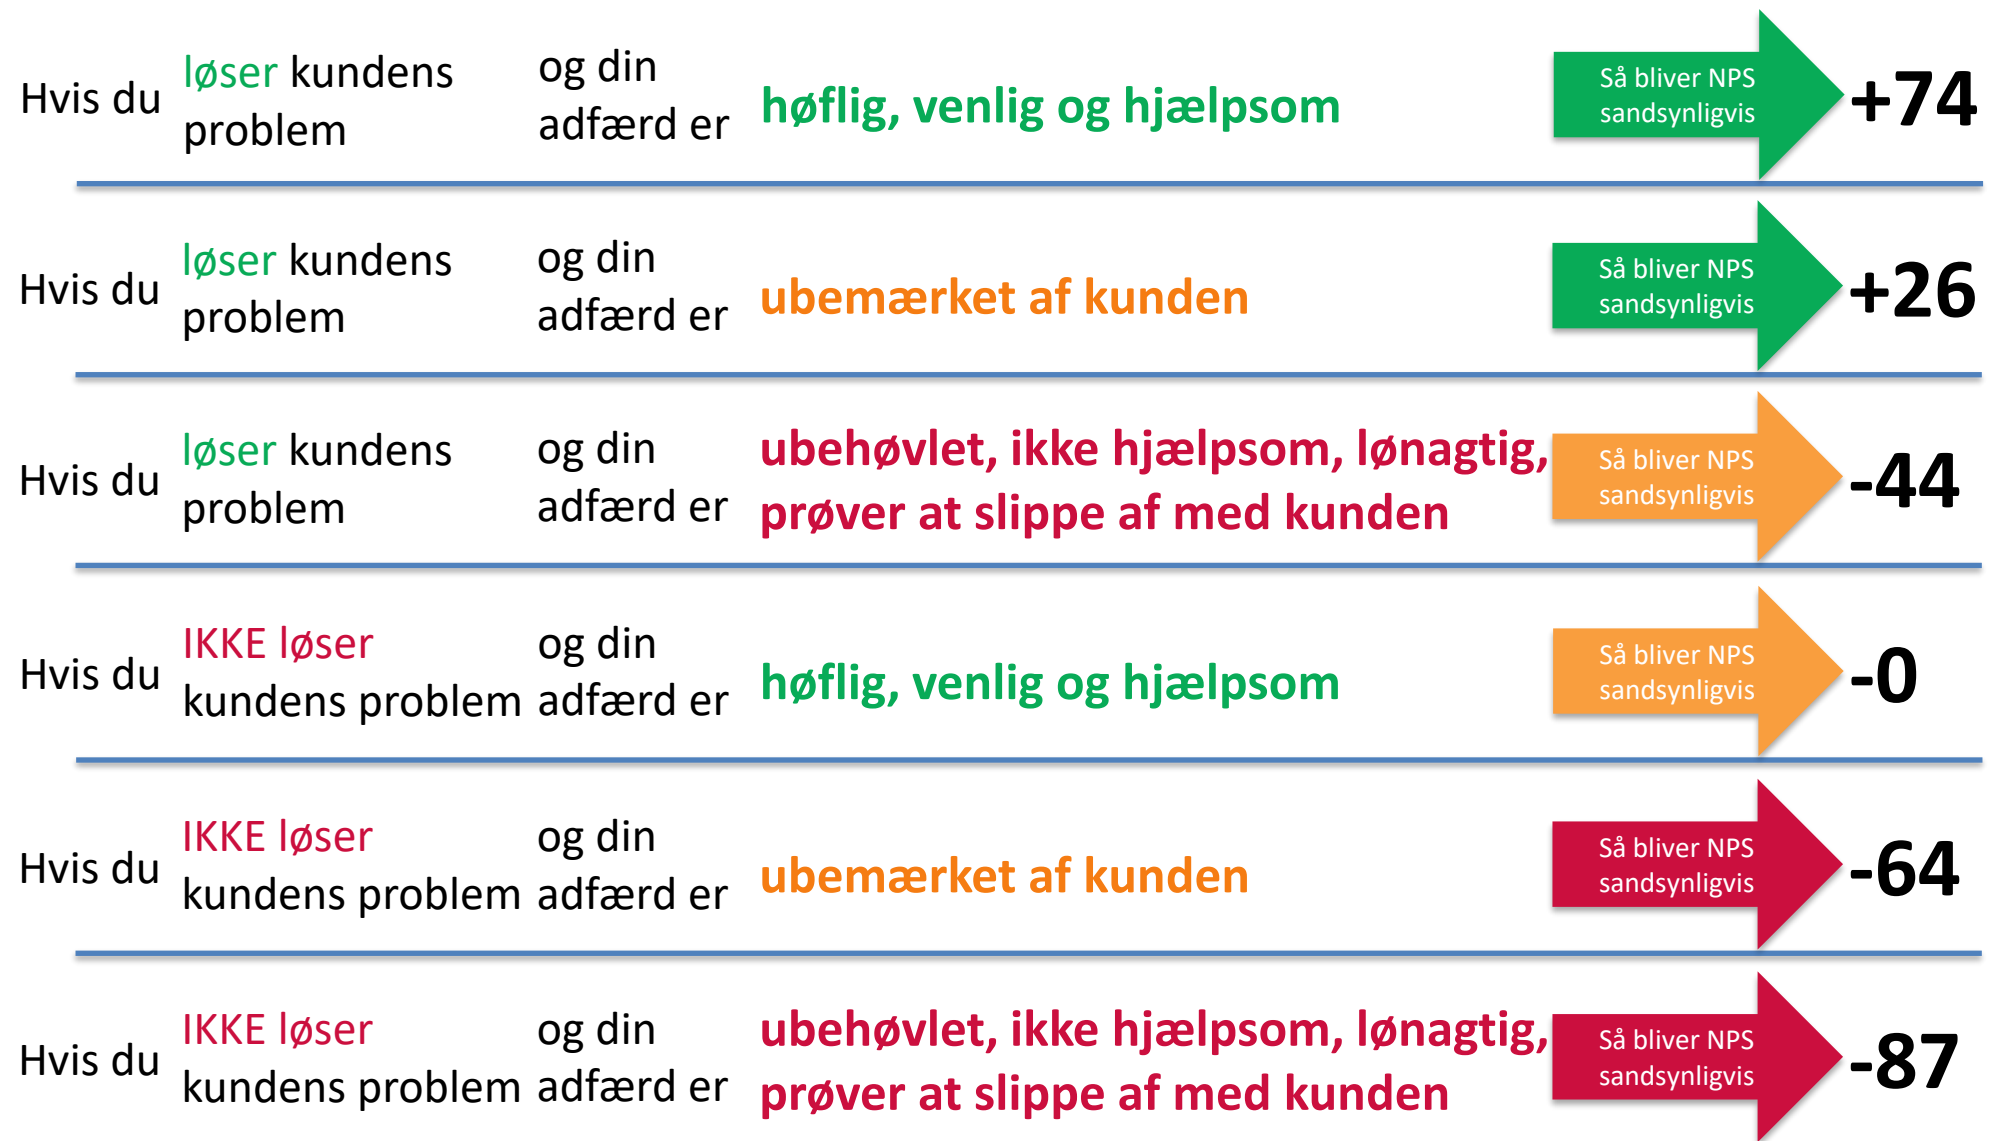 Hvis du
løser kundens
problem
og din
adfærd er
høflig, venlig og hjælpsom
Så bliver NPS
sandsynligvis
+74
Hvis du
løser kundens
problem
og din
adfærd er
ubemærket af kunden
Så bliver NPS
sandsynligvis
+26
Hvis du
løser kundens
problem
og din
adfærd er
ubehøvlet, ikke hjælpsom, lønagtig,
prøver at slippe af med kunden
Så bliver NPS
sandsynligvis
-44
Hvis du
IKKE løser
kundens problem
og din
adfærd er
høflig, venlig og hjælpsom
Så bliver NPS
sandsynligvis
-0
Hvis du
IKKE løser
kundens problem
og din
adfærd er
ubemærket af kunden
Så bliver NPS
sandsynligvis
-64
Hvis du
IKKE løser
kundens problem
og din
adfærd er
ubehøvlet, ikke hjælpsom, lønagtig,
prøver at slippe af med kunden
Så bliver NPS
sandsynligvis
-87